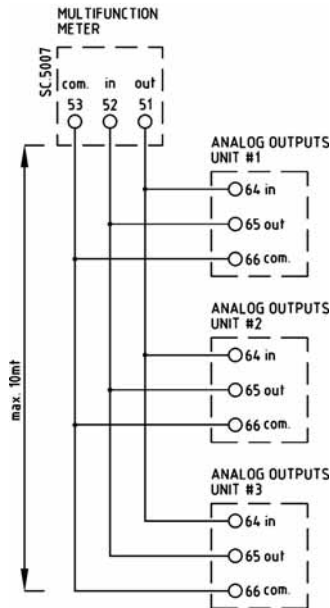 MULTIFUNCTION
METER
SC.5007
com. in out
53 52 51
ANALOG OUTPUTS
UNIT #1
64 in
65 out
66 com.
ANALOG OUTPUTS
UNIT #2
64 in
65 out
66 com.
max. 10mt
ANALOG OUTPUTS
UNIT #3
64 in
65 out
66 com.